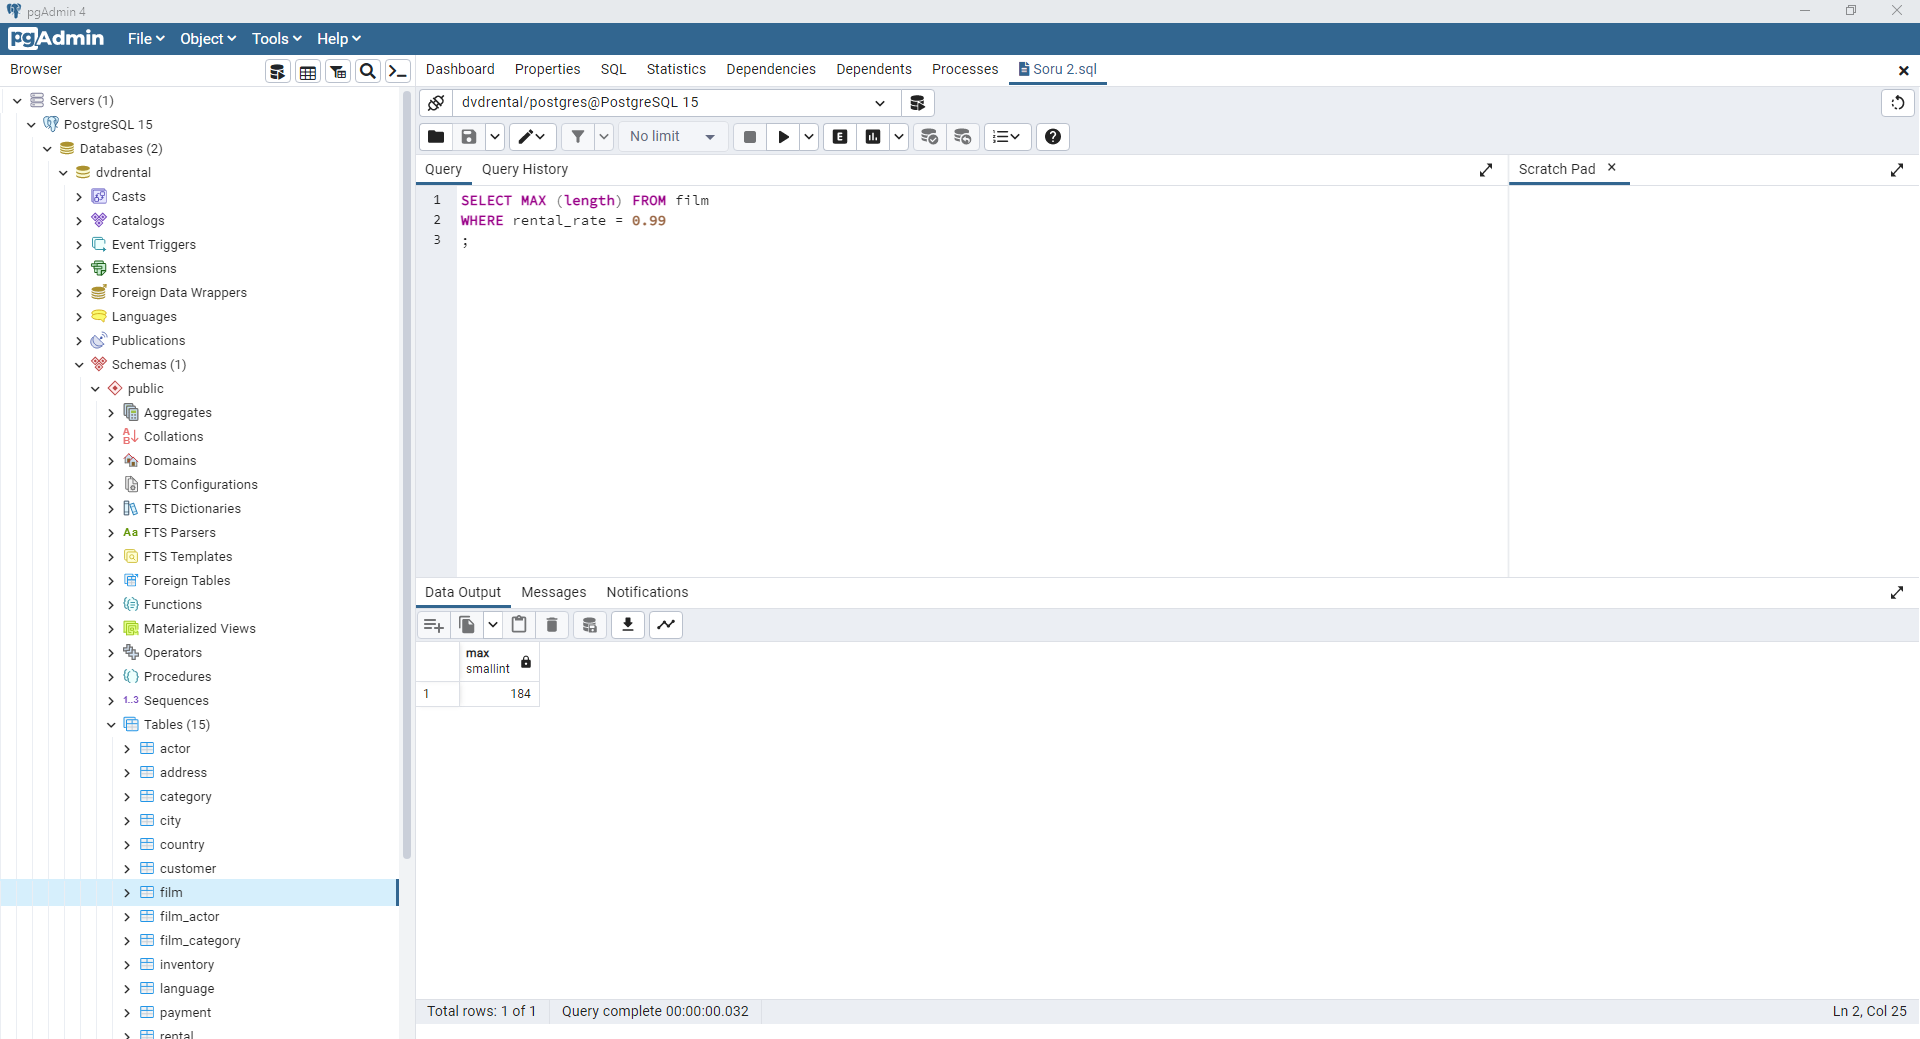 pgAdmin 4
pgAdmin
File
Object
Tools
Help
Browser
Dashboard
Properties
SQL
Statistics
Dependencies
Dependents
Processes
Soru 2.sql
Servers (1)
PostgreSQL 15
Databases (2)
dvdrental
Casts
Catalogs
Event Triggers
Extensions
Foreign Data Wrappers
Languages
Publications
Schemas (1)
public
Aggregates
Collations
Domains
FTS Configurations
FTS Dictionaries
Aa FTS Parsers
FTS Templates
Foreign Tables
Functions
Materialized Views
Operators
Procedures
1..3 Sequences
Tables (15)
actor
address
category
city
country
customer
film
film_actor
film_category
inventory
language
payment
rental
dvdrental/postgres@PostgreSQL 15
No limit
E
Query
Query History
Scratch Pad
1 SELECT MAX (length) FROM film
2 WHERE rental_rate = 0.99
3 ;
Data Output
Messages
Notifications
max
smallint
1 184
Total rows: 1 of 1
Query complete 00:00:00.032
Ln 2, Col 25